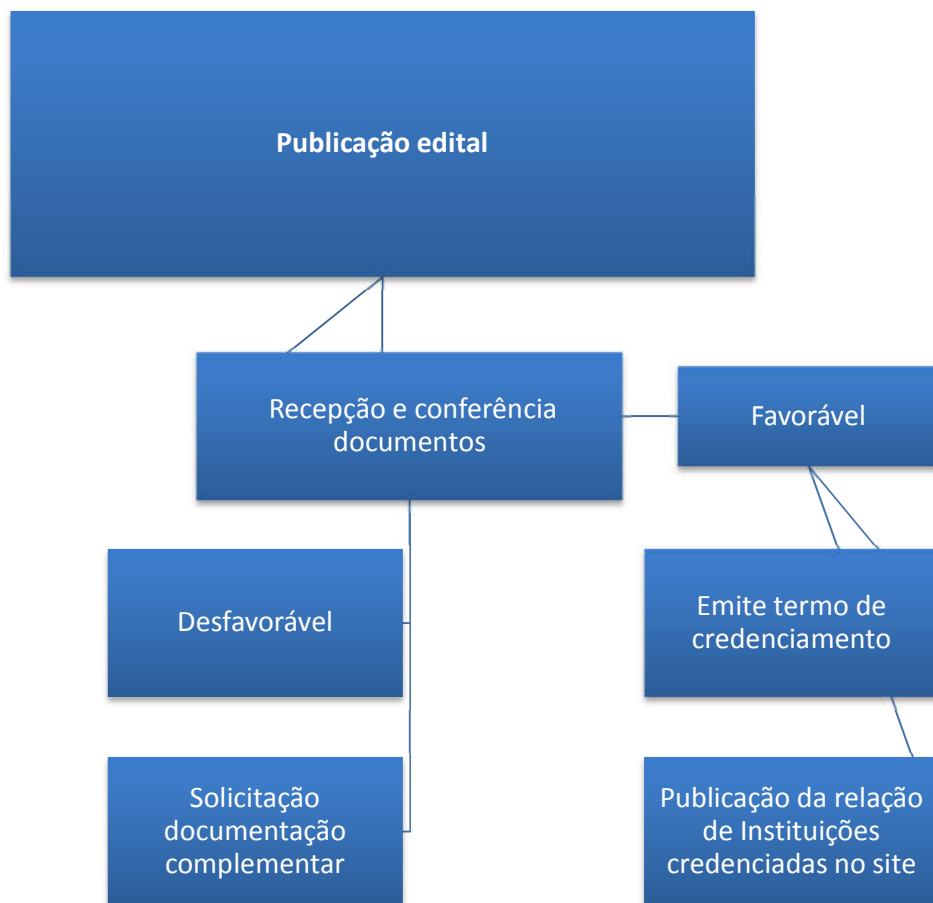 Publicação edital
Recepção e conferência
documentos
Favorável
Desfavorável
Emite termo de
credenciamento
Solicitação
documentação
complementar
Publicação da relação
de Instituições
credenciadas no site